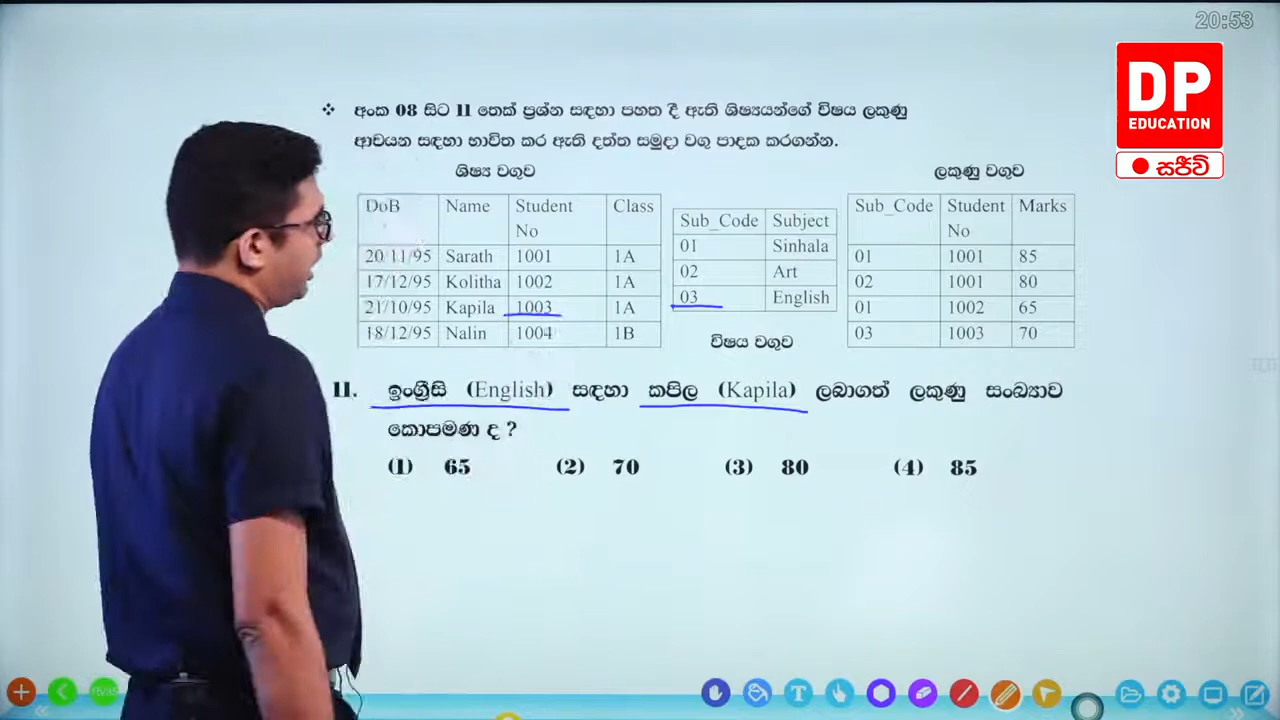 20:53
DP
EDUCATION
සජීවි
❖ අංක 08 සිට 11 තෙක් ප්‍රශ්න සඳහා පහත දී ඇති ශිෂ්‍යයන්ගේ විෂය ලකුණු
ආචයන සඳහා භාවිත කර ඇති දත්ත සමුදා වගු පාදක කරගන්න.
ශිෂ්‍ය වගුව
DoB Name Student No Class
20/11/95 Sarath 1001 1A
17/12/95 Kolitha 1002 1A
21/10/95 Kapila 1003 1A
18/12/95 Nalin 1004 1B
Sub_Code Subject
01 Sinhala
02 Art
03 English
විෂය වගුව
ලකුණු වගුව
Sub_Code Student No Marks
01 1001 85
02 1001 80
01 1002 65
03 1003 70
11. ඉංග්‍රීසි (English) සඳහා කපිල (Kapila) ලබාගත් ලකුණු සංඛ්‍යාව
කොපමණ ද ?
(1) 65 (2) 70 (3) 80 (4) 85